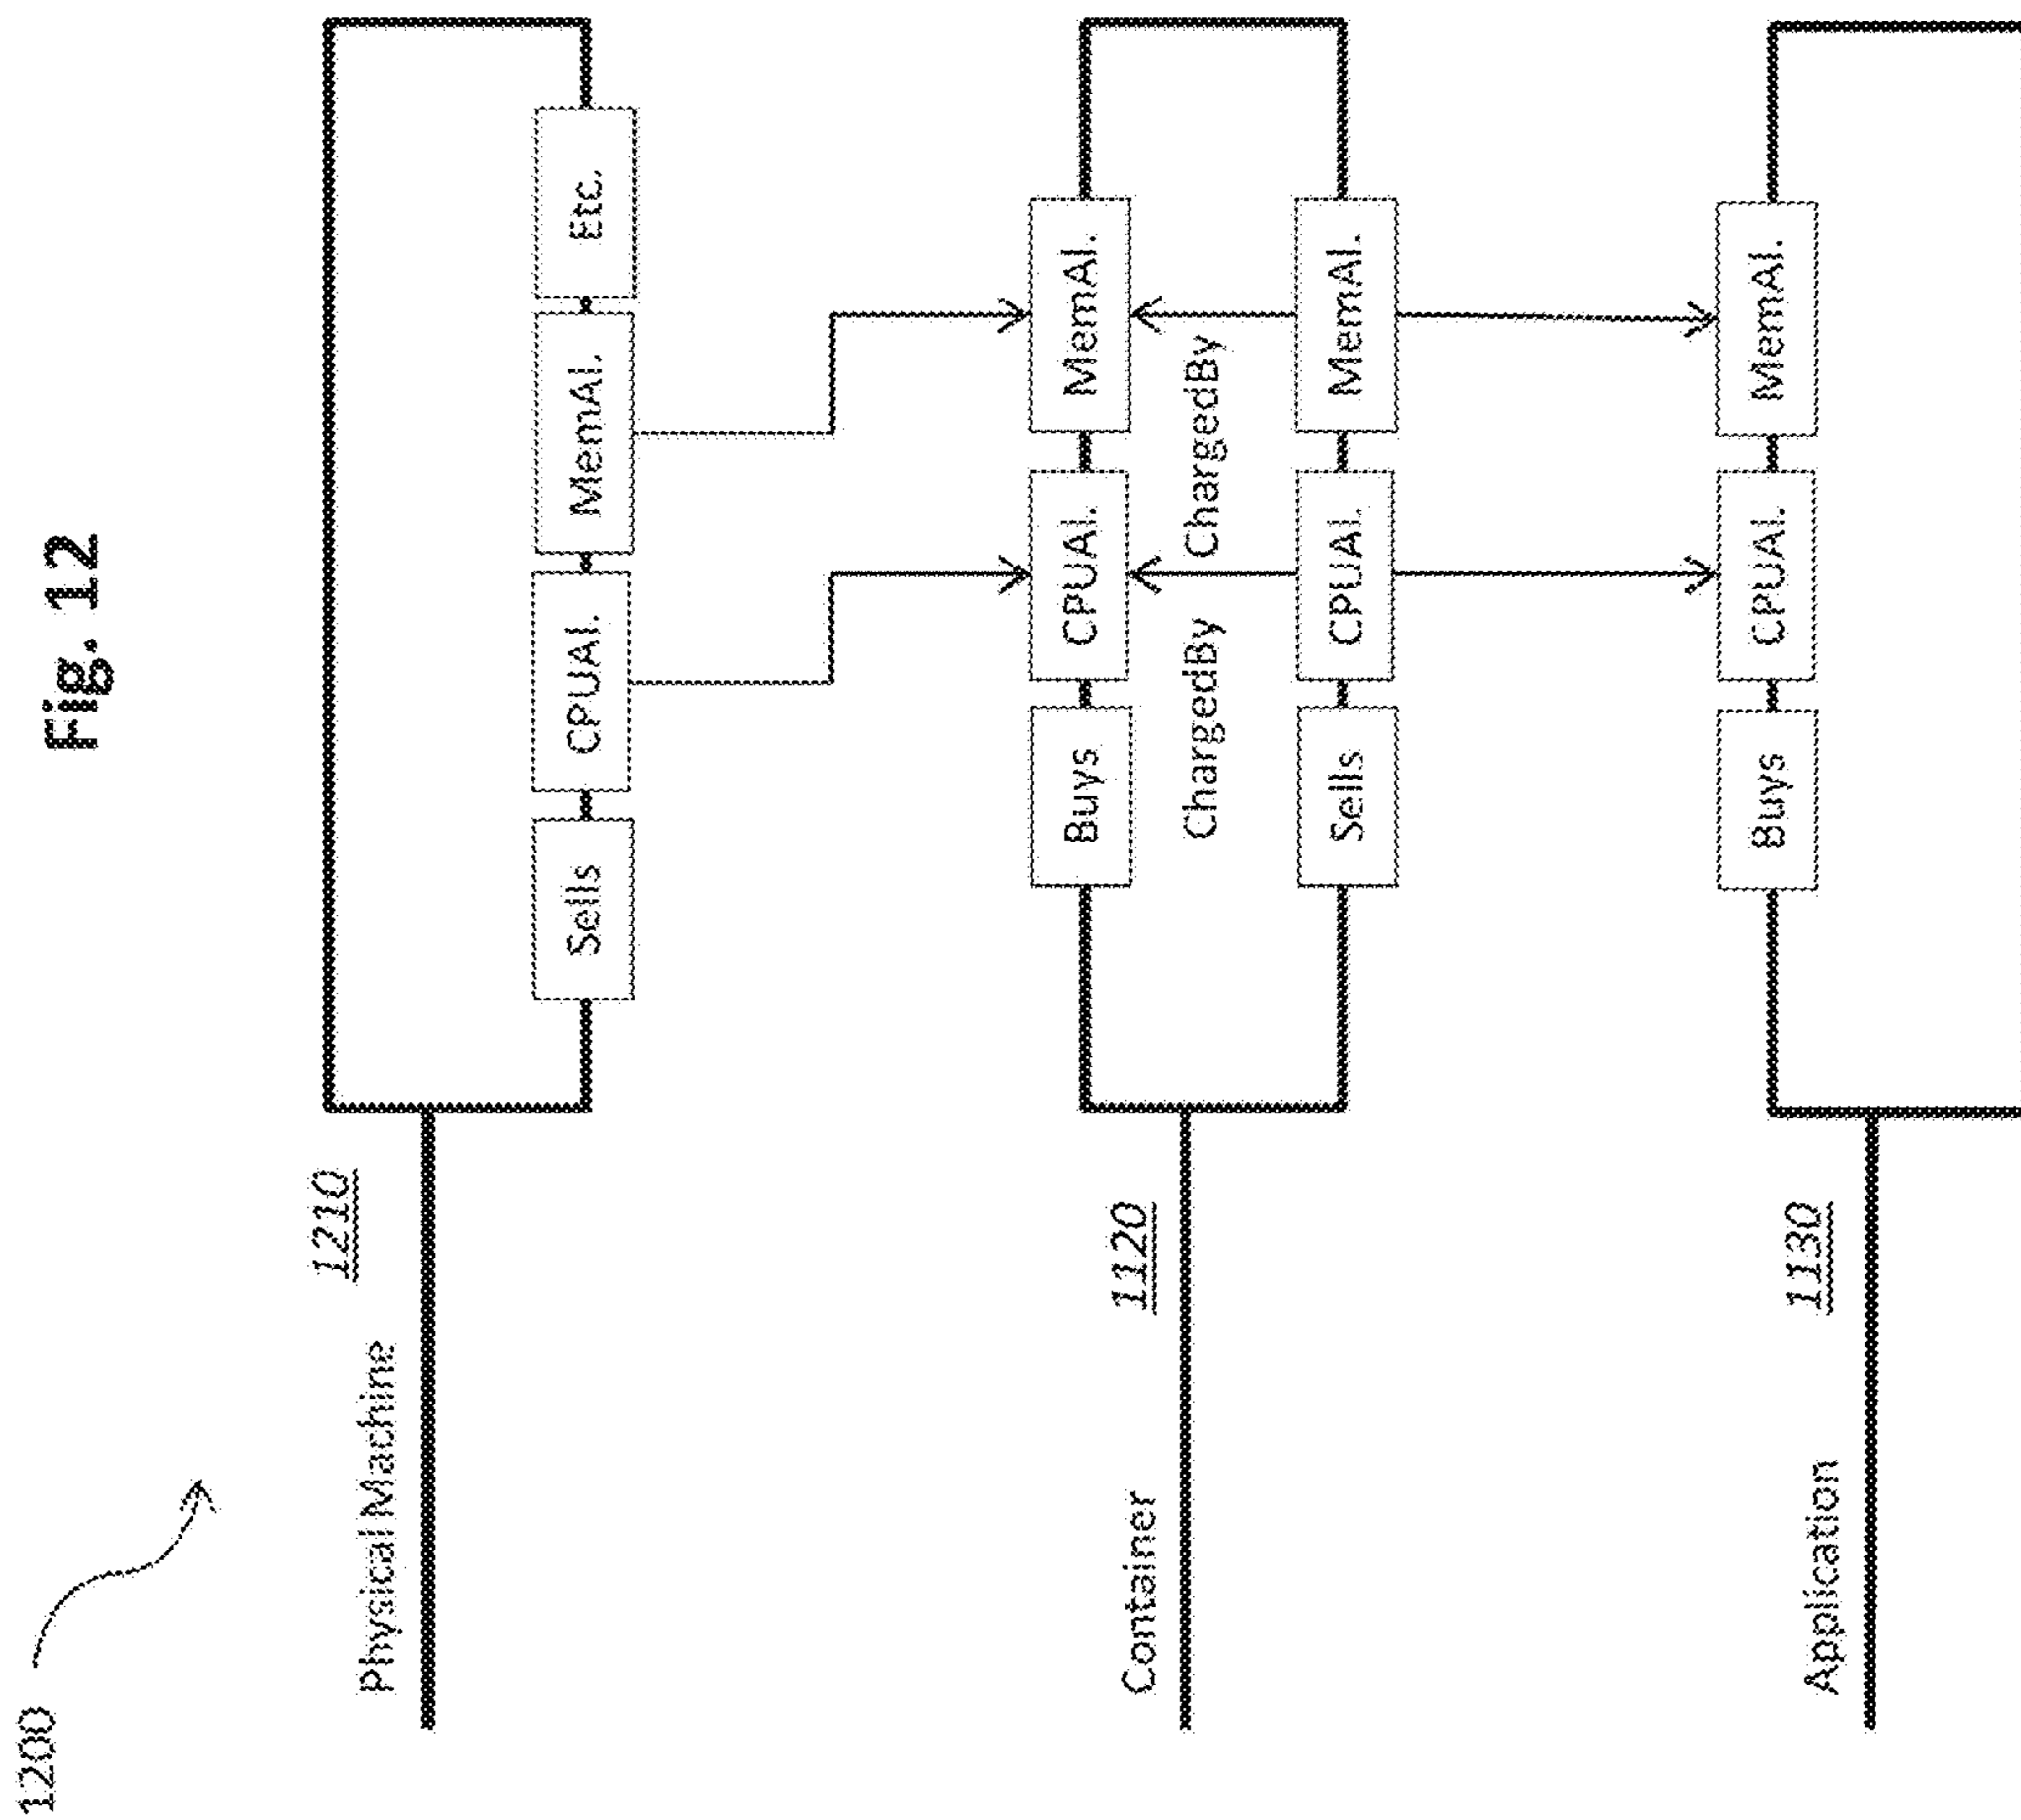 Fig. 12
1200
Physical Machine
1210
Sells
CPUAl.
MemAl.
Etc.
Container
1120
Buys
CPUAl.
MemAl.
ChargedBy
ChargedBy
Sells
CPUAl.
MemAl.
Application
1130
Buys
CPUAl.
MemAl.